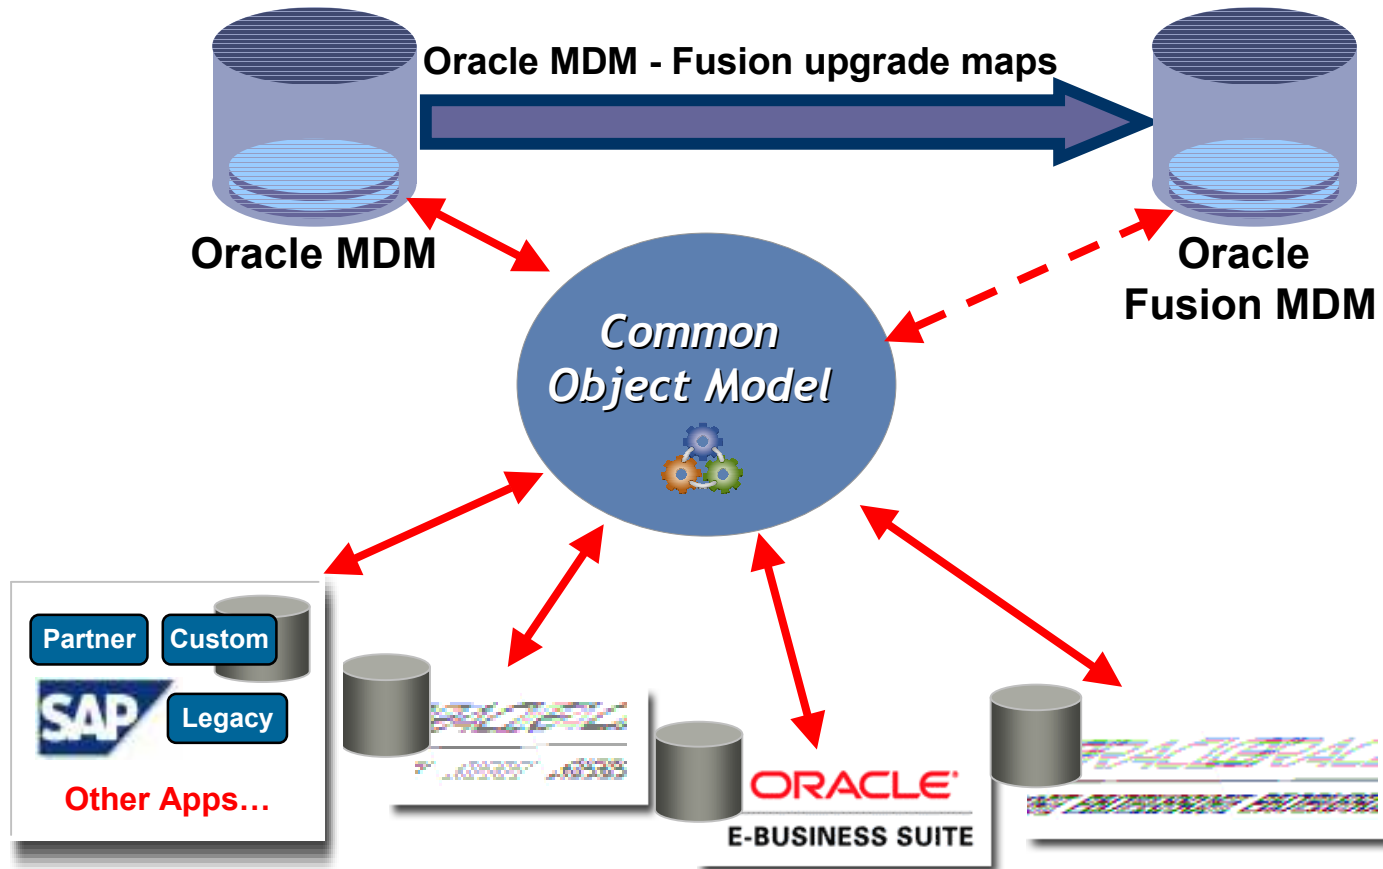 Oracle MDM - Fusion upgrade maps
Oracle MDM
Oracle
Fusion MDM
Common
Object Model
Partner
Custom
SAP
Legacy
Other Apps...
ORACLE
E-BUSINESS SUITE